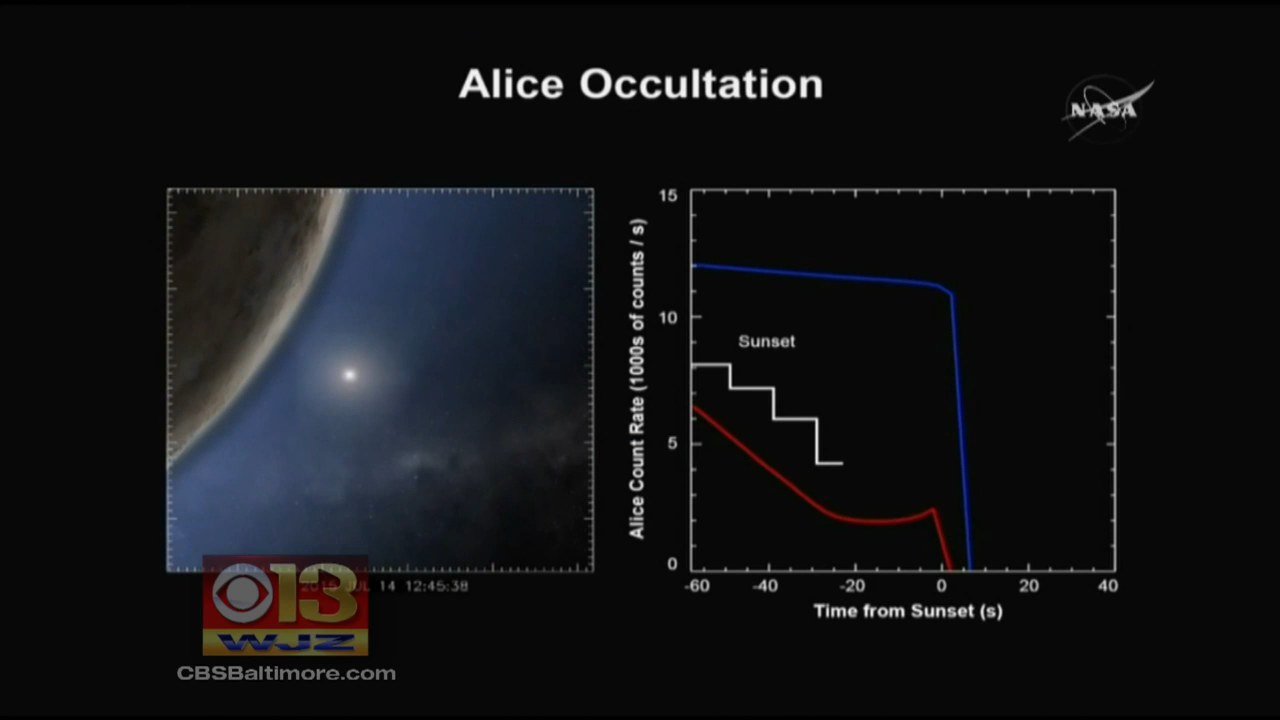 Alice Occultation
NASA
Alice Count Rate (1000s of counts / s)
15
10
5
0
Sunset
-60 -40 -20 0 20 40
Time from Sunset (s)
2015 JUL 14 12:45:38
13
WJZ
CBSBaltimore.com